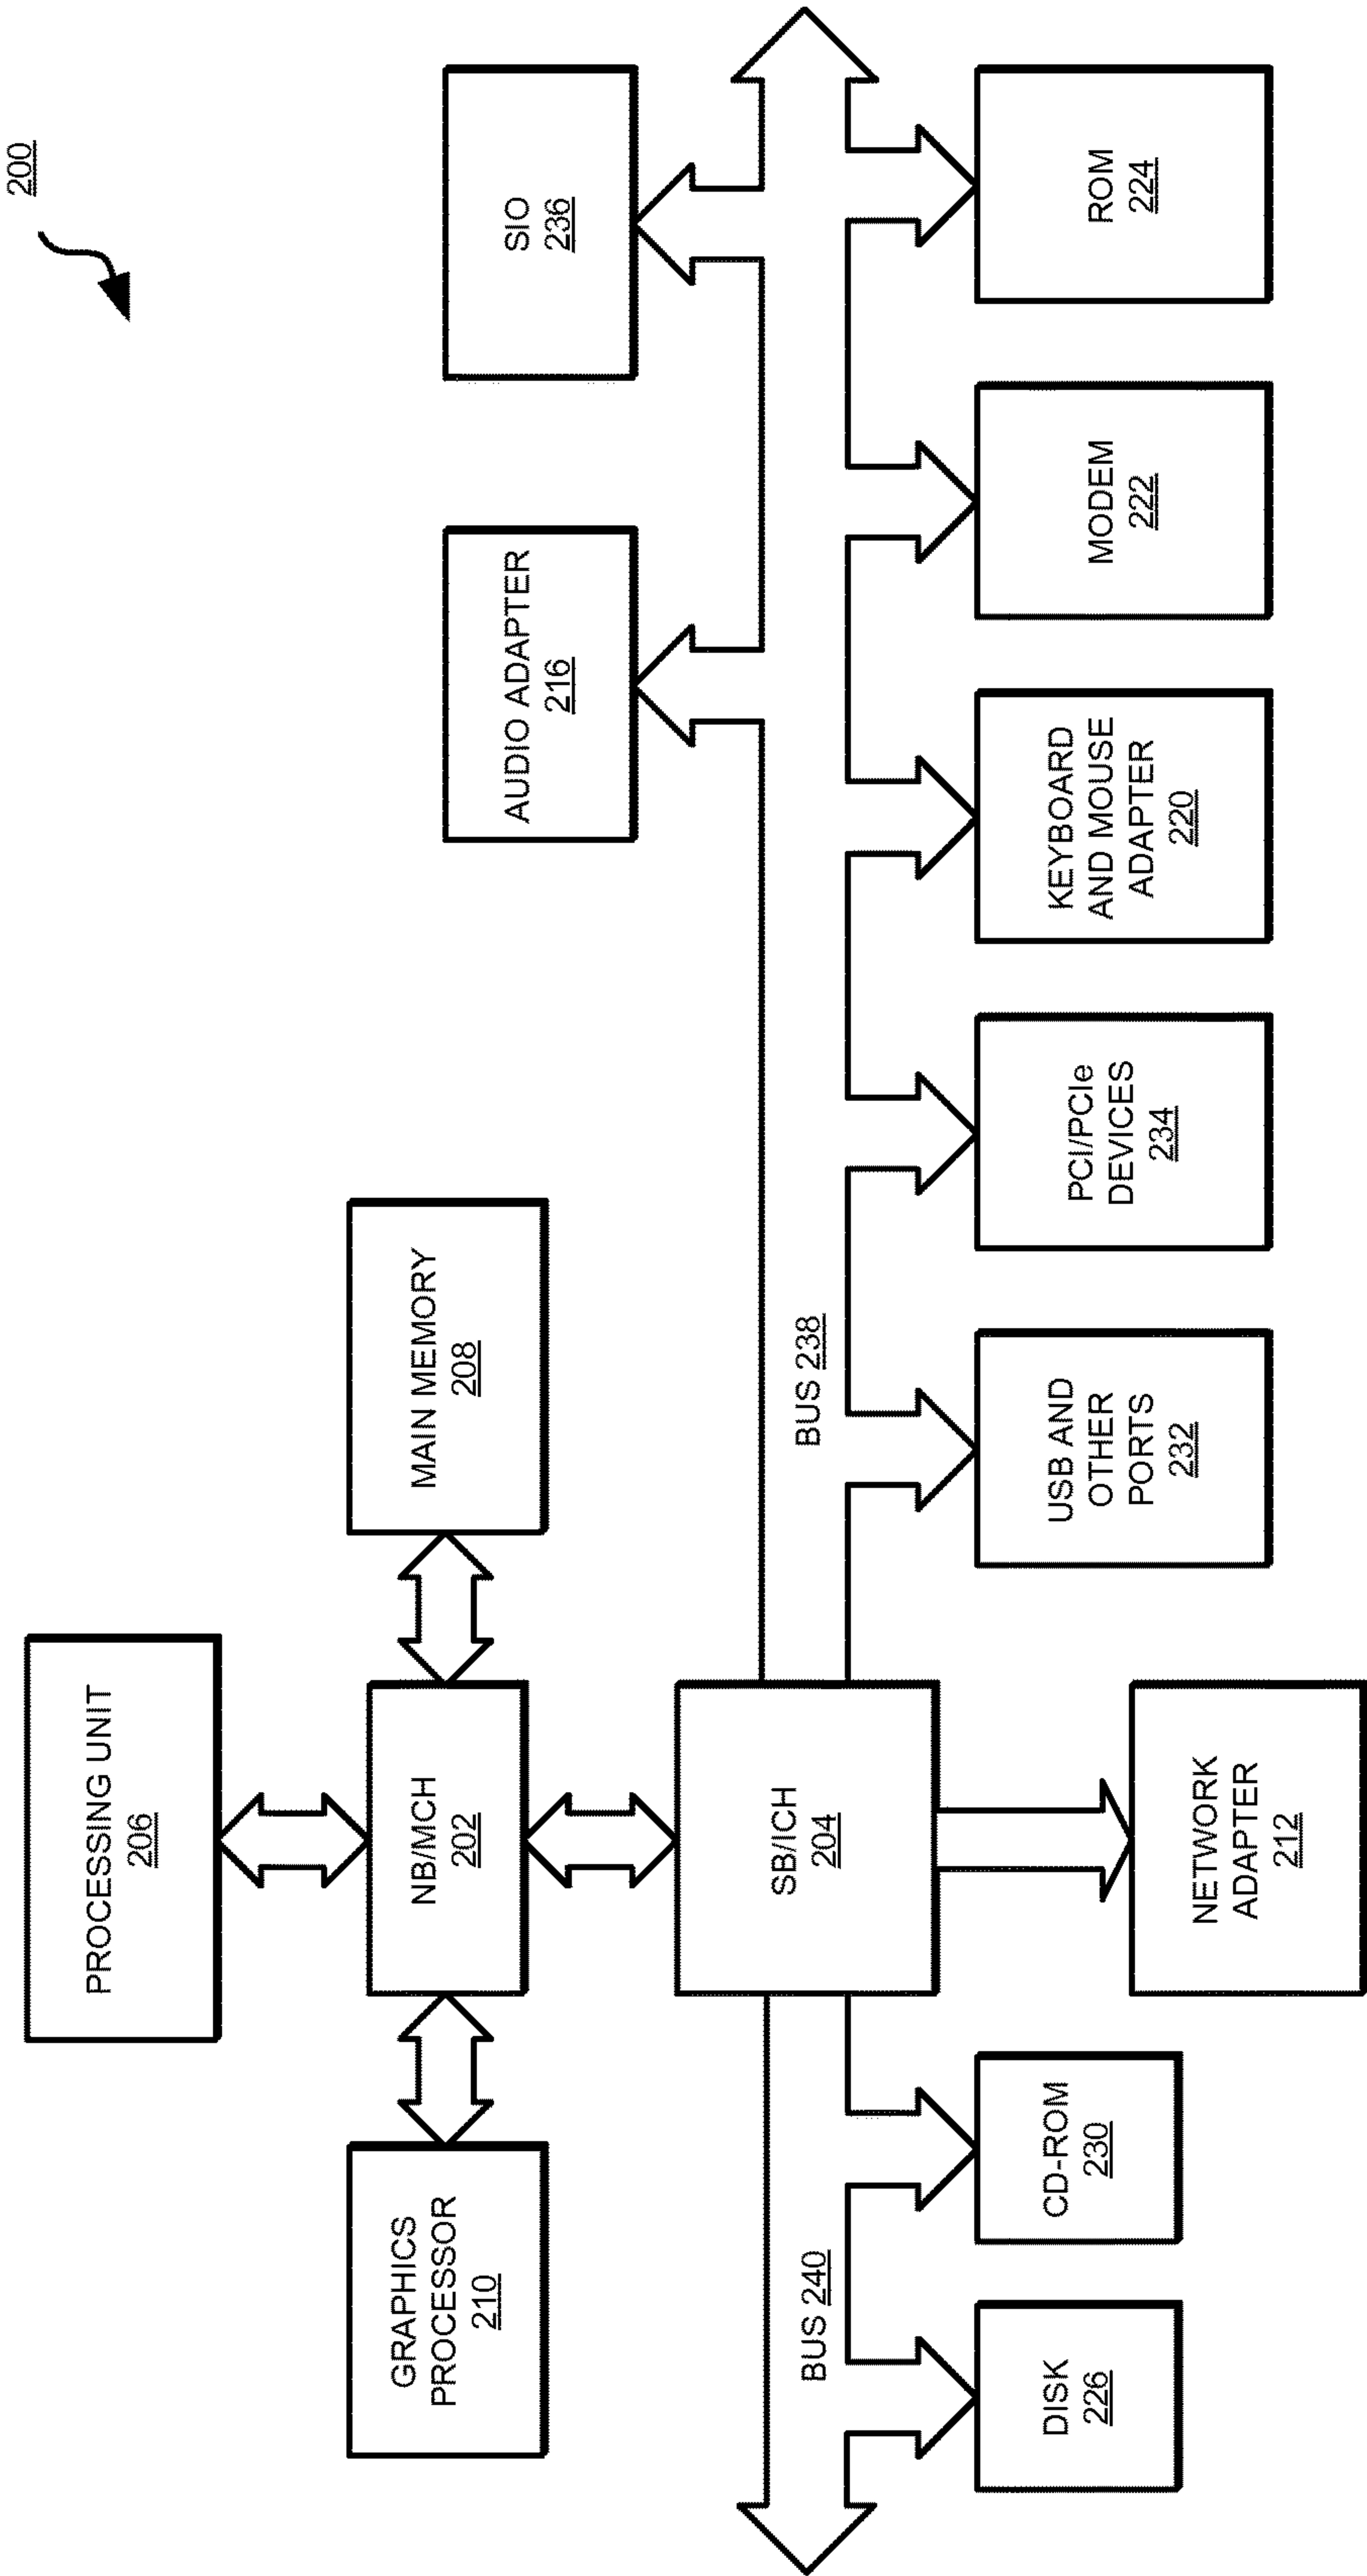 200
PROCESSING UNIT
206
GRAPHICS
PROCESSOR
210
NB/MCH
202
MAIN MEMORY
208
AUDIO ADAPTER
216
SIO
236
SB/ICH
204
BUS 240
BUS 238
DISK
226
CD-ROM
230
NETWORK
ADAPTER
212
USB AND
OTHER
PORTS
232
PCI/PCIe
DEVICES
234
KEYBOARD
AND MOUSE
ADAPTER
220
MODEM
222
ROM
224